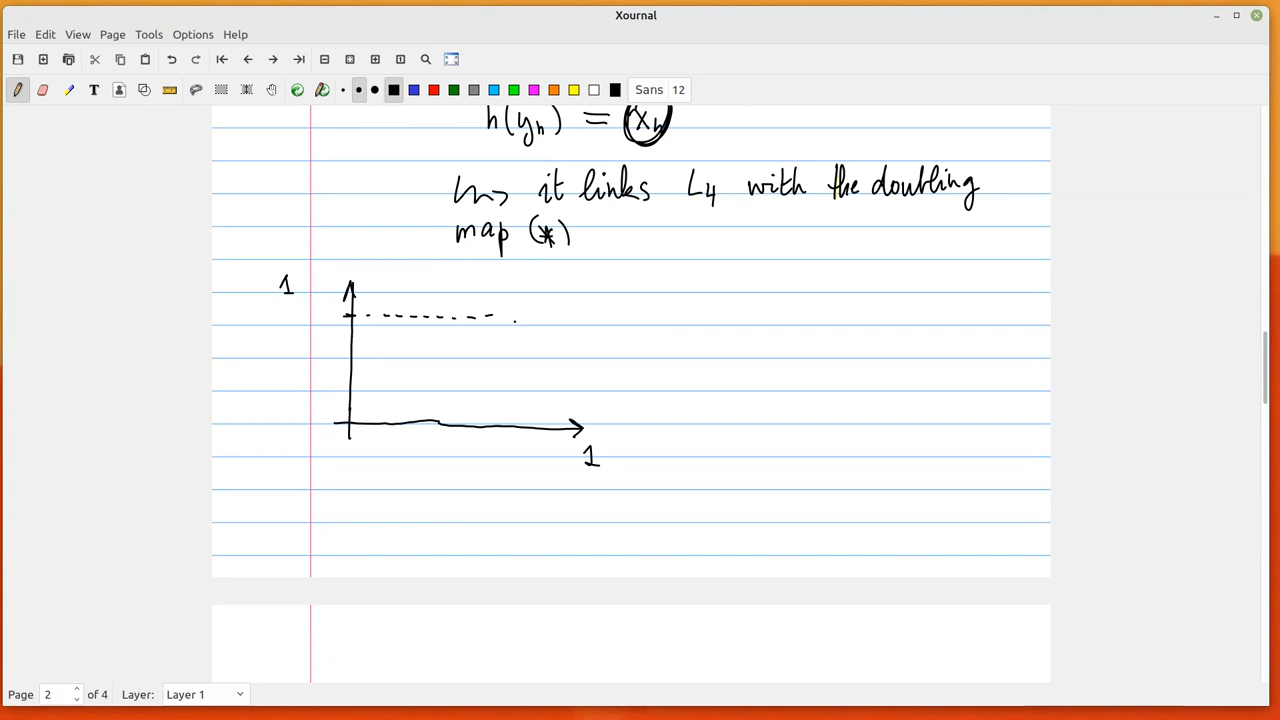 Xournal
File Edit View Page Tools Options Help
T Sans 12
h(yₙ) = xₙ
↝ it links L₄ with the doubling
map (*)
1
1
Page 2 of 4 Layer: Layer 1